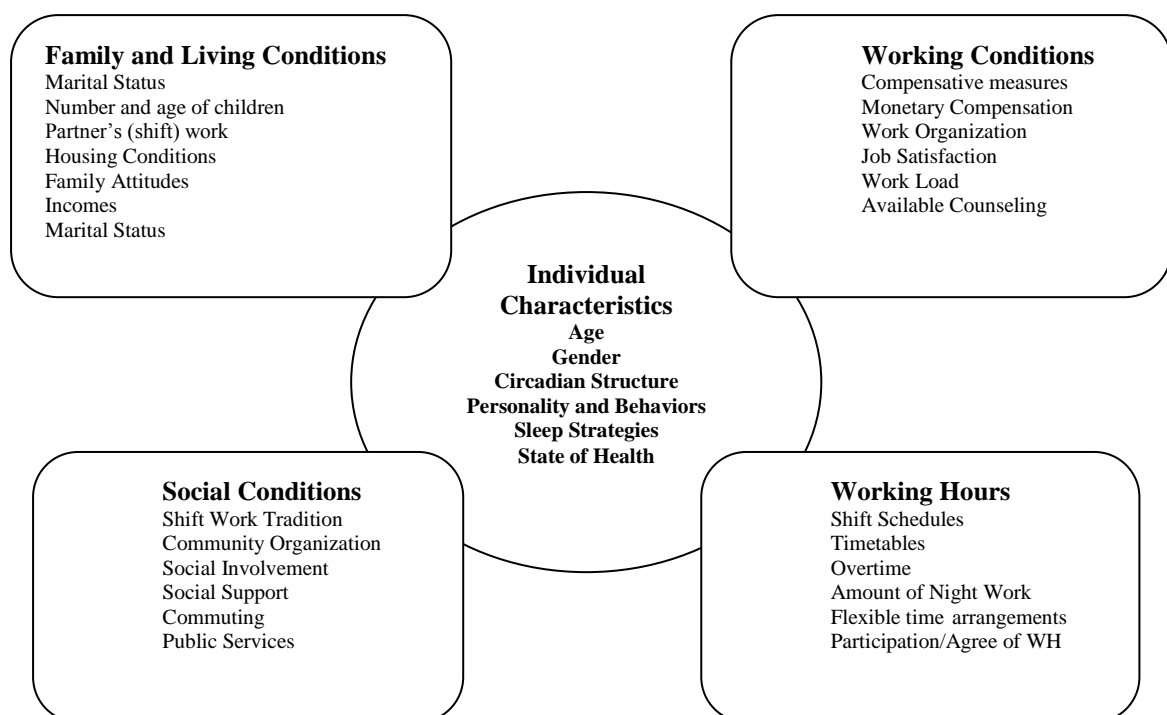 Family and Living Conditions
Marital Status
Number and age of children
Partner’s (shift) work
Housing Conditions
Family Attitudes
Incomes
Marital Status
Working Conditions
Compensative measures
Monetary Compensation
Work Organization
Job Satisfaction
Work Load
Available Counseling
Individual
Characteristics
Age
Gender
Circadian Structure
Personality and Behaviors
Sleep Strategies
State of Health
Social Conditions
Shift Work Tradition
Community Organization
Social Involvement
Social Support
Commuting
Public Services
Working Hours
Shift Schedules
Timetables
Overtime
Amount of Night Work
Flexible time arrangements
Participation/Agree of WH